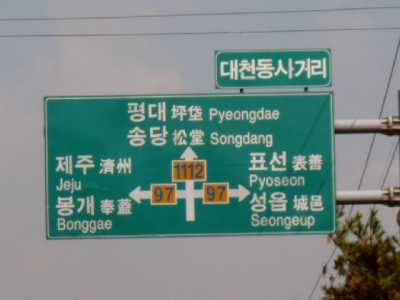 대천동사거리
평대 坪垈 Pyeongdae
송당 松堂 Songdang
제주 濟州
Jeju
봉개 奉蓋
Bonggae
1112
97
97
표선 表善
Pyoseon
성읍 城邑
Seongeup